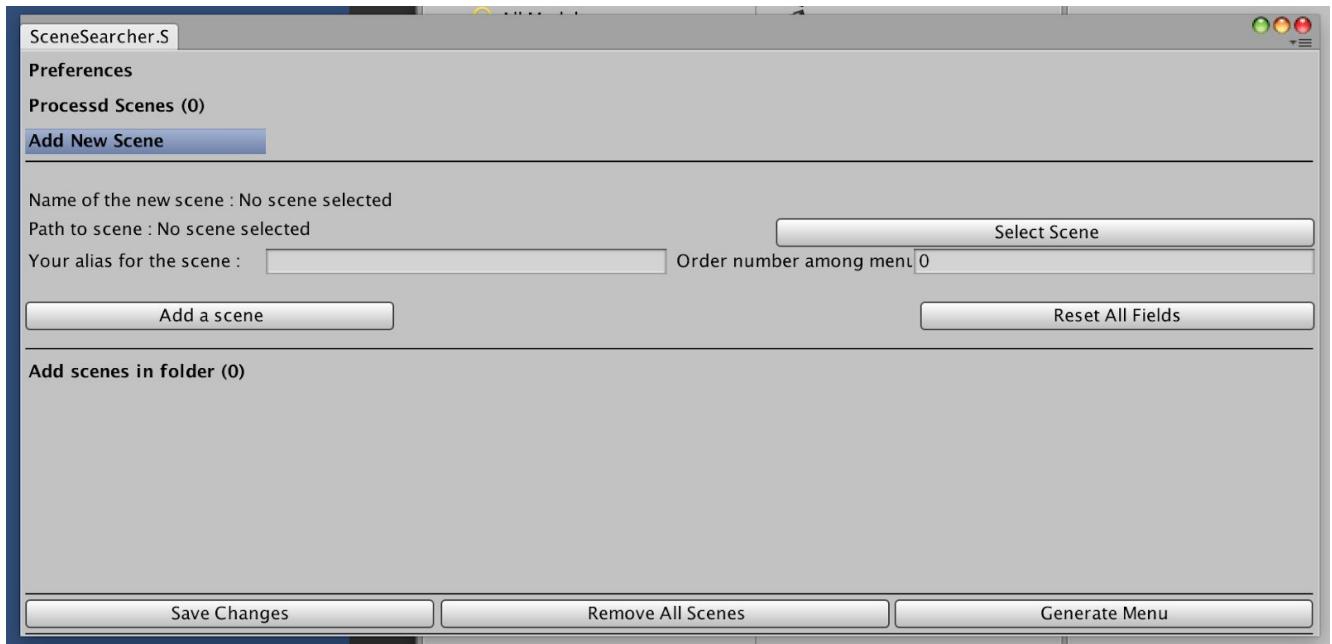 SceneSearcher.S
Preferences
Processd Scenes (0)
Add New Scene
Name of the new scene : No scene selected
Path to scene : No scene selected
Select Scene
Your alias for the scene :
Order number among menu 0
Add a scene
Reset All Fields
Add scenes in folder (0)
Save Changes
Remove All Scenes
Generate Menu